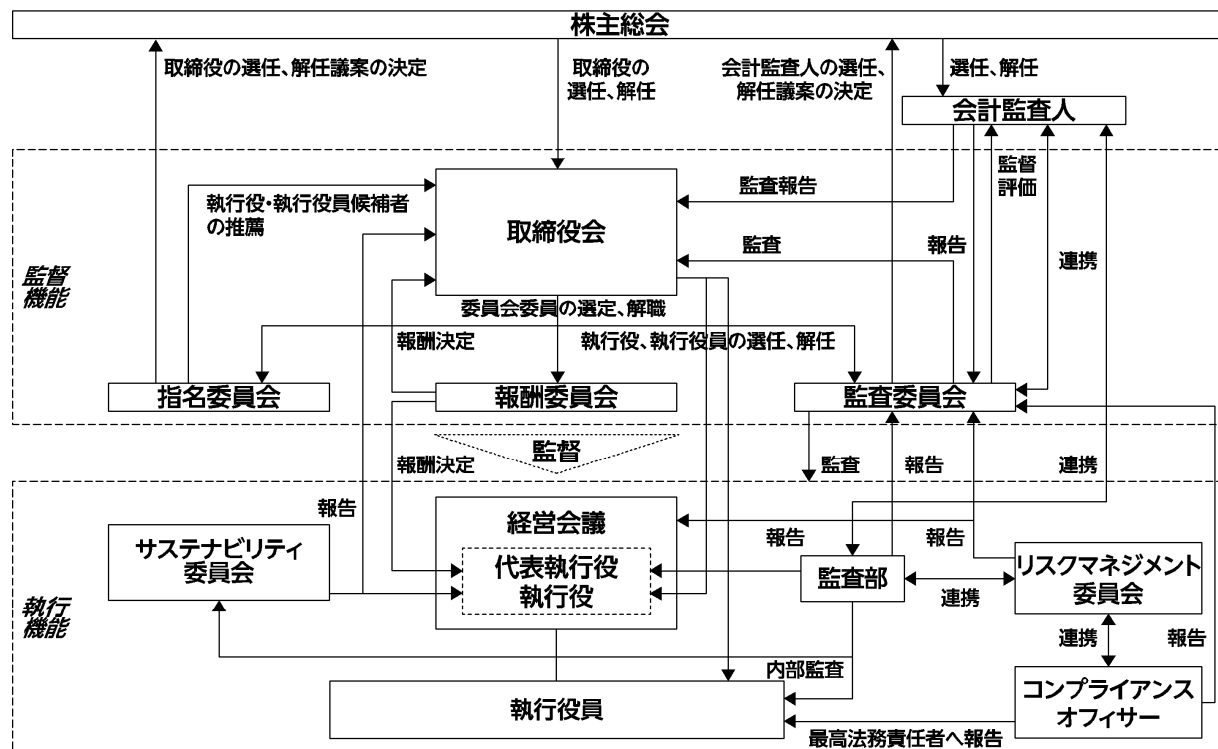 株主総会
取締役の選任、解任議案の決定
取締役の
選任、解任
会計監査人の選任、
解任議案の決定
選任、解任
会計監査人
監督
機能
執行役・執行役員候補者
の推薦
取締役会
監査報告
監査
報告
監督
評価
連携
委員会委員の選定、解職
報酬決定
執行役、執行役員の選任、解任
指名委員会
報酬委員会
監査委員会
監督
報酬決定
監査
報告
連携
執行
機能
報告
サステナビリティ
委員会
経営会議
代表執行役
執行役
報告
監査部
報告
連携
リスクマネジメント
委員会
連携
報告
内部監査
執行役員
コンプライアンス
オフィサー
最高法務責任者へ報告